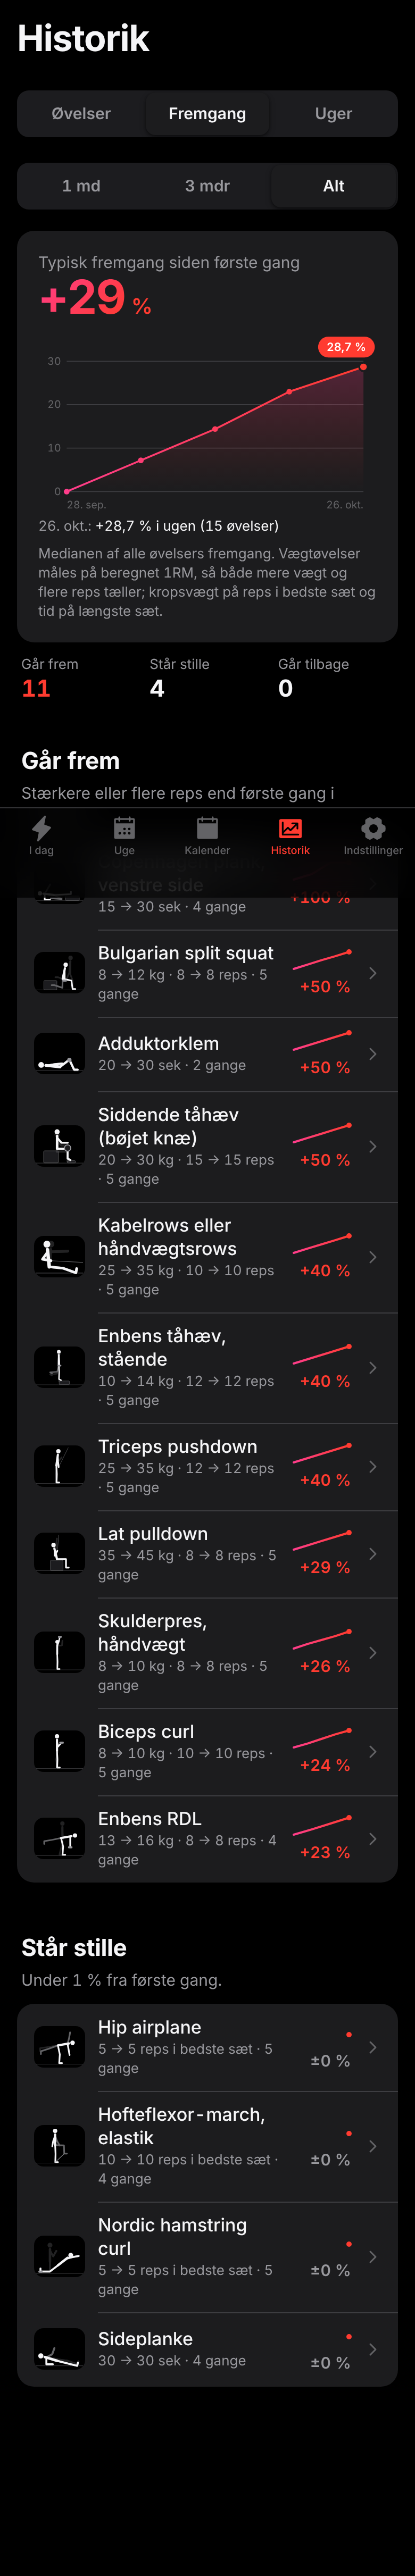 Historik
Øvelser
Fremgang
Uger
1 md
3 mdr
Alt
Typisk fremgang siden første gang
+29 %
28,7 %
30
20
10
0
28. sep.
26. okt.
26. okt.: +28,7 % i ugen (15 øvelser)
Medianen af alle øvelsers fremgang. Vægtøvelser
måles på beregnet 1RM, så både mere vægt og
flere reps tæller; kropsvægt på reps i bedste sæt og
tid på længste sæt.
Går frem
11
Står stille
4
Går tilbage
0
Går frem
Stærkere eller flere reps end første gang i
I dag
Uge
Kalender
Historik
Indstillinger
venstre side
15 → 30 sek · 4 gange
+100 %
Bulgarian split squat
8 → 12 kg · 8 → 8 reps · 5
gange
+50 %
Adduktorklem
20 → 30 sek · 2 gange
+50 %
Siddende tåhæv
(bøjet knæ)
20 → 30 kg · 15 → 15 reps
· 5 gange
+50 %
Kabelrows eller
håndvægtsrows
25 → 35 kg · 10 → 10 reps
· 5 gange
+40 %
Enbens tåhæv,
stående
10 → 14 kg · 12 → 12 reps
· 5 gange
+40 %
Triceps pushdown
25 → 35 kg · 12 → 12 reps
· 5 gange
+40 %
Lat pulldown
35 → 45 kg · 8 → 8 reps · 5
gange
+29 %
Skulderpres,
håndvægt
8 → 10 kg · 8 → 8 reps · 5
gange
+26 %
Biceps curl
8 → 10 kg · 10 → 10 reps ·
5 gange
+24 %
Enbens RDL
13 → 16 kg · 8 → 8 reps · 4
gange
+23 %
Står stille
Under 1 % fra første gang.
Hip airplane
5 → 5 reps i bedste sæt · 5
gange
±0 %
Hofteflexor-march,
elastik
10 → 10 reps i bedste sæt ·
4 gange
±0 %
Nordic hamstring
curl
5 → 5 reps i bedste sæt · 5
gange
±0 %
Sideplanke
30 → 30 sek · 4 gange
±0 %